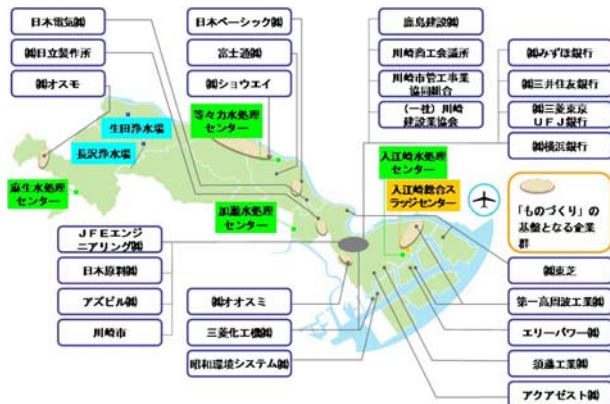 日本電気㈱
㈱日立製作所
㈱オスモ
日本ベーシック㈱
富士通㈱
㈱ショウエイ
鹿島建設㈱
川崎商工会議所
川崎市管工事業
協同組合
(一社)川崎
建設業協会
㈱みずほ銀行
㈱三井住友銀行
㈱三菱東京
UFJ銀行
㈱横浜銀行
生田浄水場
長沢浄水場
等々力水処理
センター
麻生水処理
センター
加瀬水処理
センター
入江崎水処理
センター
入江崎総合ス
ラッジセンター
「ものづくり」の
基盤となる企業
群
JFEエンジ
ニアリング㈱
日本原料㈱
アズビル㈱
川崎市
㈱オオスミ
三菱化工機㈱
昭和環境システム㈱
㈱東芝
第一高周波工業㈱
エリーパワー㈱
須藤工業㈱
アクアゼスト㈱